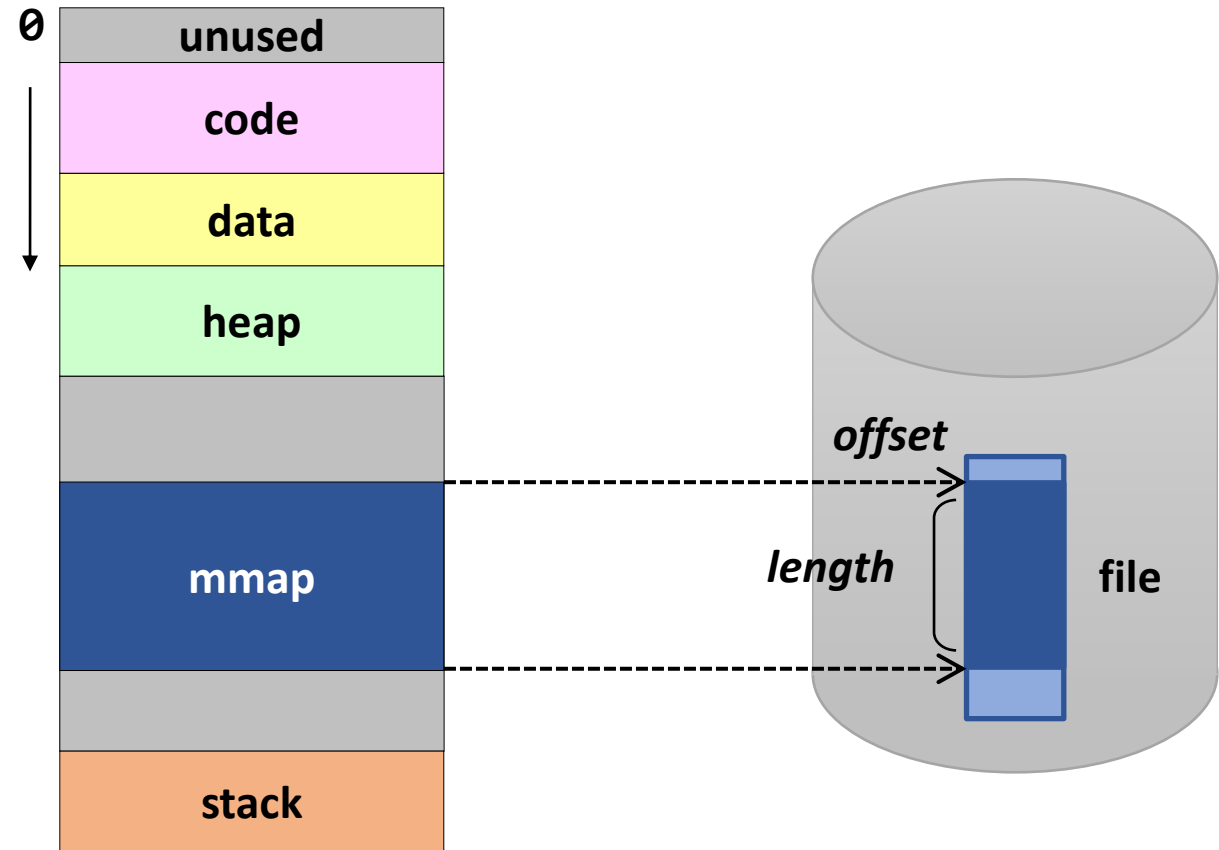 0
unused
code
data
heap
offset
mmap
length
file
stack